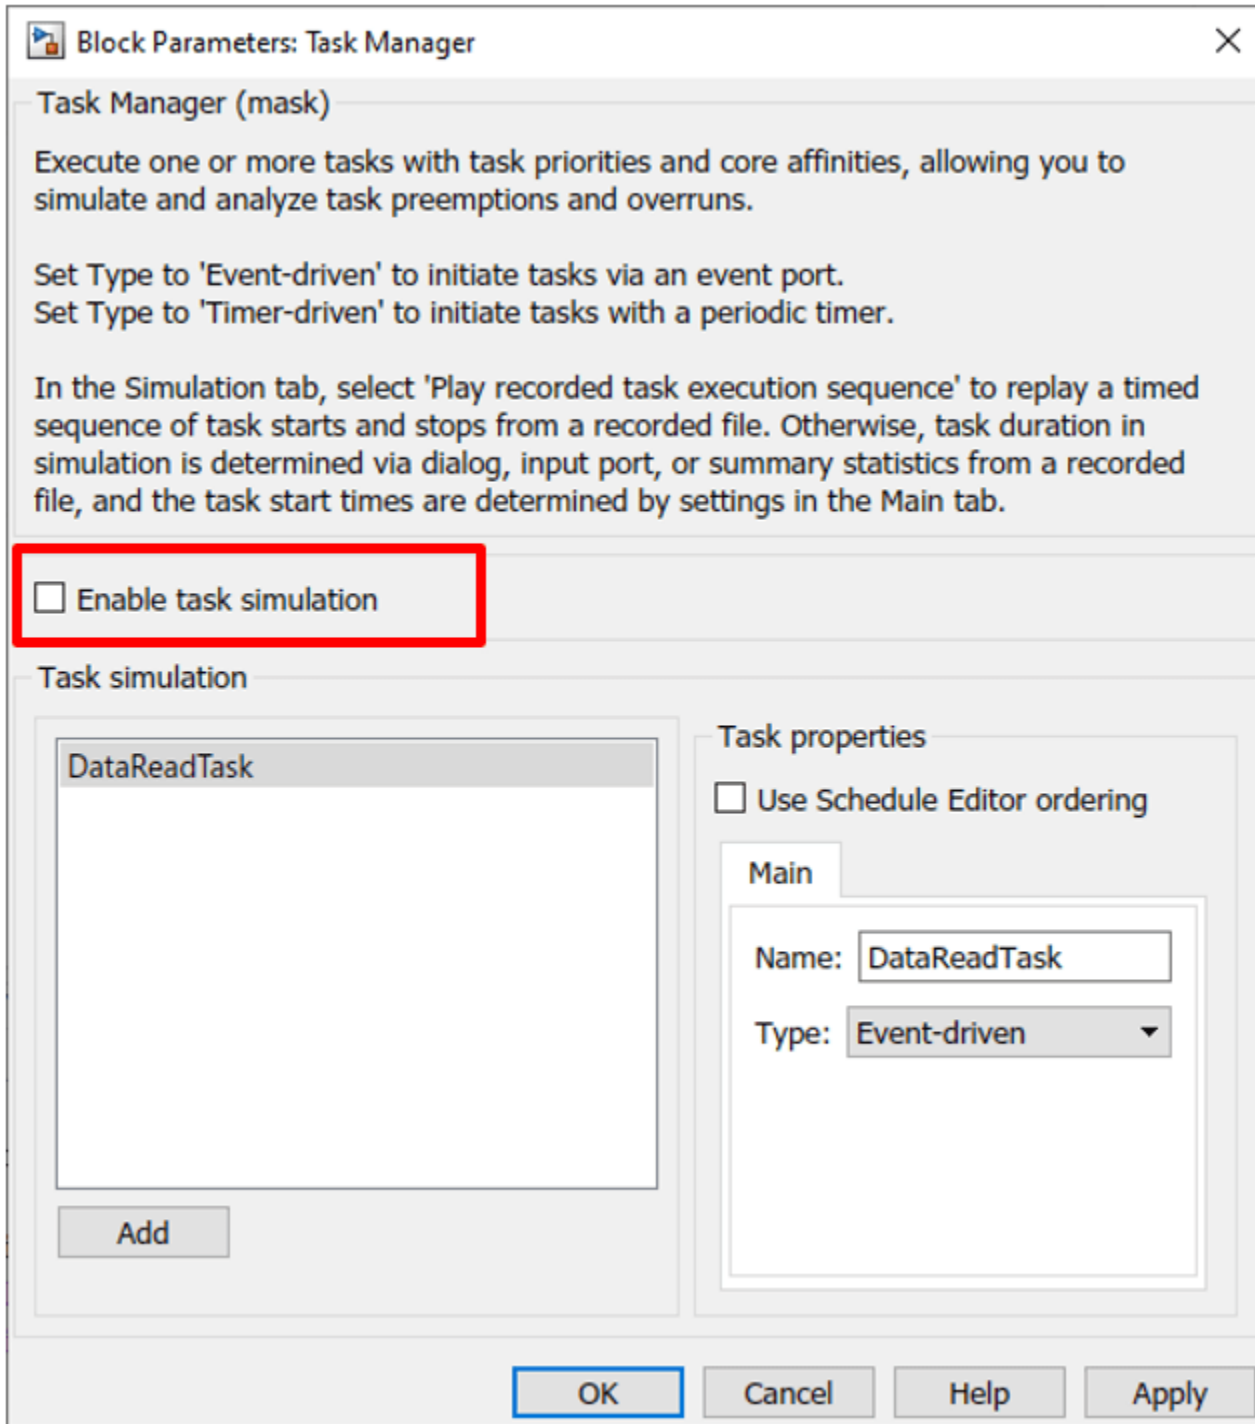 Block Parameters: Task Manager
Task Manager (mask)
Execute one or more tasks with task priorities and core affinities, allowing you to
simulate and analyze task preemptions and overruns.
Set Type to 'Event-driven' to initiate tasks via an event port.
Set Type to 'Timer-driven' to initiate tasks with a periodic timer.
In the Simulation tab, select 'Play recorded task execution sequence' to replay a timed
sequence of task starts and stops from a recorded file. Otherwise, task duration in
simulation is determined via dialog, input port, or summary statistics from a recorded
file, and the task start times are determined by settings in the Main tab.
Enable task simulation
Task simulation
DataReadTask
Add
Task properties
Use Schedule Editor ordering
Main
Name: DataReadTask
Type: Event-driven
OK Cancel Help Apply